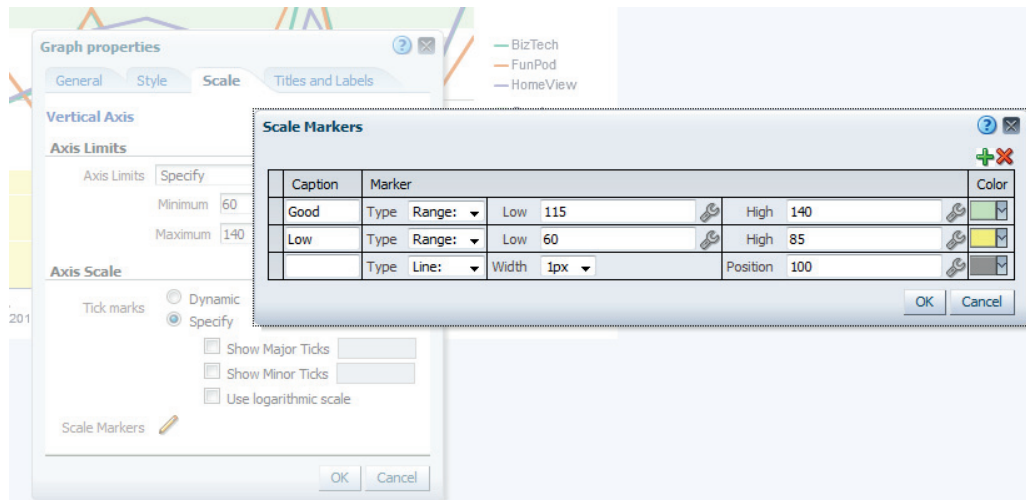 Graph properties
?
General Style Scale Titles and Labels
Vertical Axis
Axis Limits
Axis Limits Specify
Minimum 60
Maximum 140
Axis Scale
Tick marks Dynamic
Specify
Show Major Ticks
Show Minor Ticks
Use logarithmic scale
Scale Markers
OK Cancel
201
BizTech
FunPod
HomeView
Scale Markers
?
Caption Marker Color
Good Type Range: Low 115 High 140
Low Type Range: Low 60 High 85
Type Line: Width 1px Position 100
OK Cancel